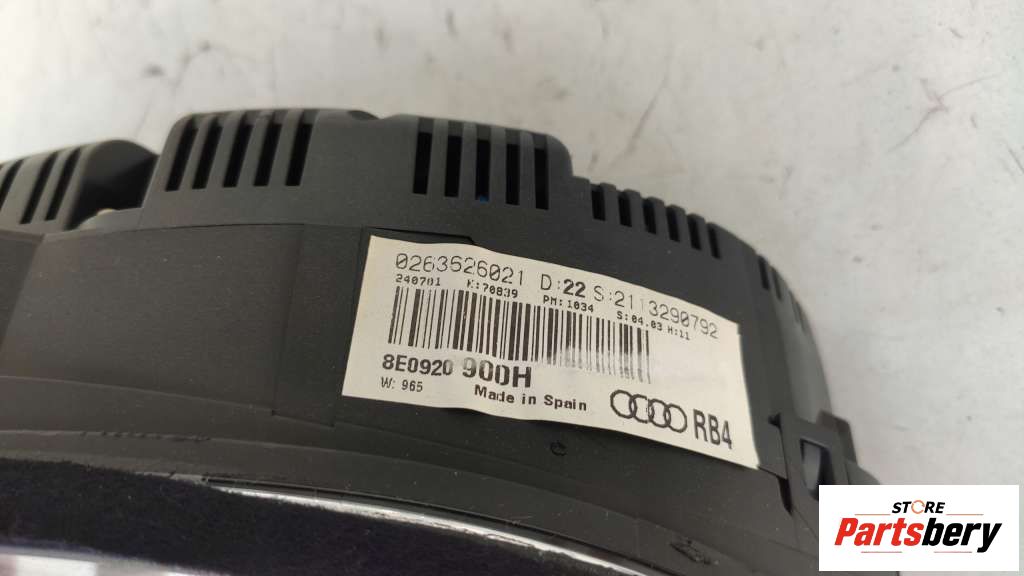 0263626021 D:22 S:2113290792
240701 K:70839 PM:1034 S:04.03 H:11
8E0920 900H
W: 965 Made in Spain
RB4
STORE
Partsbery